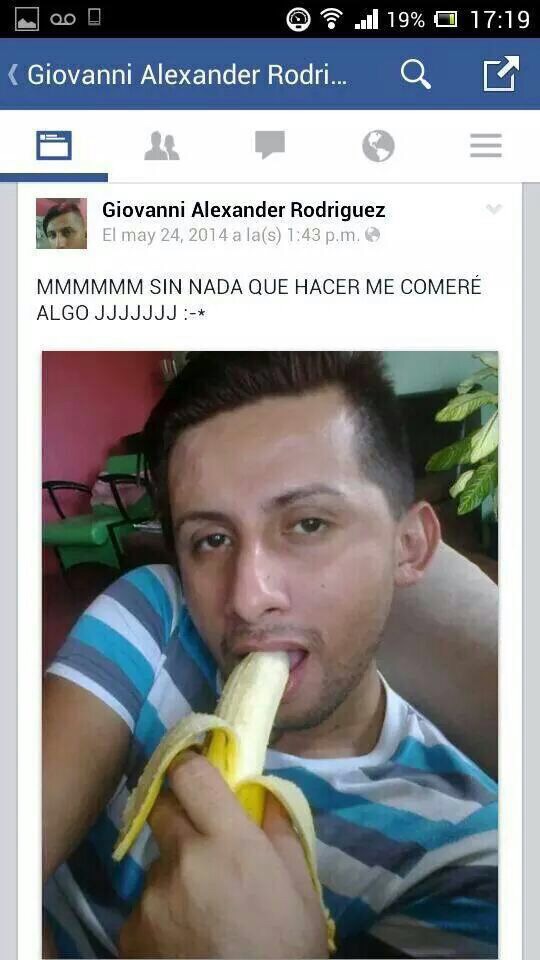 19% 17:19
Giovanni Alexander Rodri...
Giovanni Alexander Rodriguez
El may 24, 2014 a la(s) 1:43 p.m.
MMMMMM SIN NADA QUE HACER ME COMERÉ
ALGO JJJJJJJ :-*